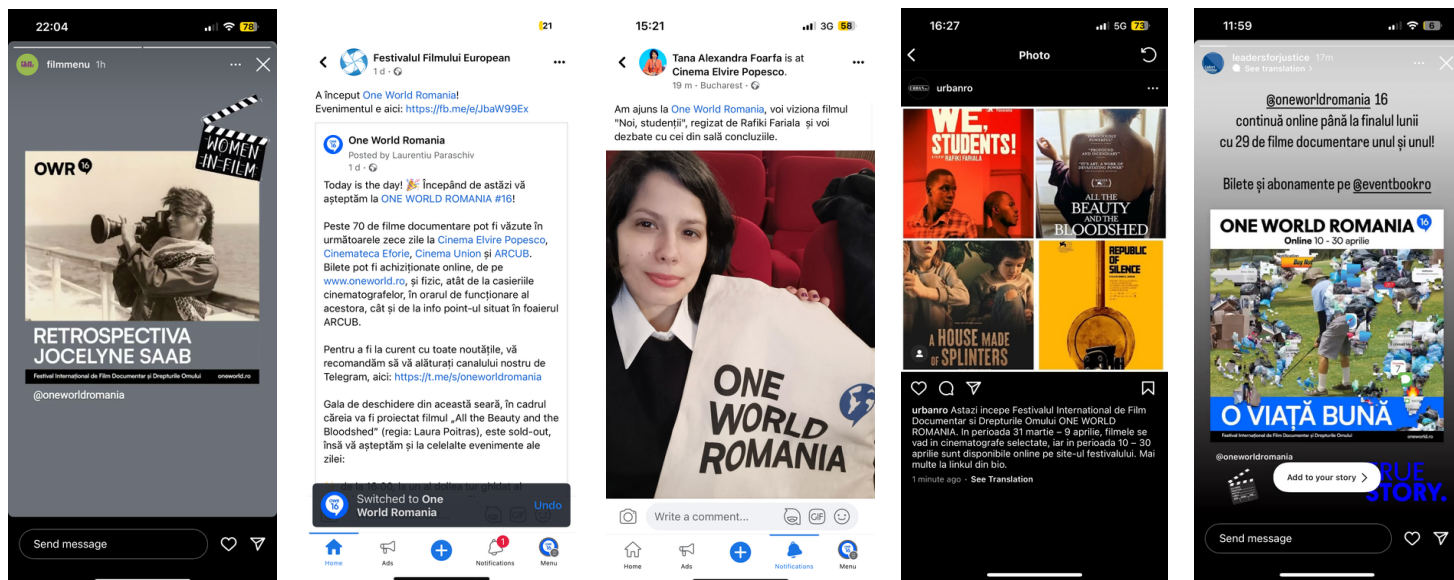 22:04
78
filmmenu 1h
WOMEN
IN FILM
OWR 16
RETROSPECTIVA
JOCELYNE SAAB
Festival Internațional de Film Documentar și Drepturile Omului oneworld.ro
@oneworldromania
Send message
21
Festivalul Filmului European
1 d
A început One World Romania!
Evenimentul e aici: https://fb.me/e/JbaW99Ex
One World Romania
Posted by Laurentiu Paraschiv
1 d
Today is the day! 🎉 Începând de astăzi vă
așteptăm la ONE WORLD ROMANIA #16!
Peste 70 de filme documentare pot fi văzute în
următoarele zece zile la Cinema Elvire Popesco,
Cinemateca Eforie, Cinema Union și ARCUB.
Bilete pot fi achiziționate online, de pe
www.oneworld.ro, și fizic, atât de la casieriile
cinematografelor, în orarul de funcționare al
acestora, cât și de la info point-ul situat în foaierul
ARCUB.
Pentru a fi la curent cu toate noutățile, vă
recomandăm să vă alăturați canalului nostru de
Telegram, aici: https://t.me/s/oneworldromania
Gala de deschidere din această seară, în cadrul
căreia va fi proiectat filmul „All the Beauty and the
Bloodshed” (regia: Laura Poitras), este sold-out,
însă vă așteptăm și la celelalte evenimente ale
zilei:
Switched to One
World Romania
Undo
Home
Ads
1
Notifications
Menu
15:21
3G 58
Tana Alexandra Foarfa is at
Cinema Elvire Popesco.
19 m · Bucharest
Am ajuns la One World Romania, voi viziona filmul
"Noi, studenții", regizat de Rafiki Fariala și voi
dezbate cu cei din sală concluziile.
ONE
WORLD
ROMANIA
Write a comment...
GIF
Home
Ads
Notifications
Menu
16:27
5G 73
Photo
urbanro
WE,
STUDENTS!
RAFIKI FARIALA
ALL THE
BEAUTY
AND THE
BLOODSHED
A HOUSE MADE
OF SPLINTERS
REPUBLIC
OF
SILENCE
urbanro Astazi incepe Festivalul International de Film
Documentar si Drepturile Omului ONE WORLD
ROMANIA. In perioada 31 martie – 9 aprilie, filmele se
vad in cinematografe selectate, iar in perioada 10 – 30
aprilie sunt disponibile online pe site-ul festivalului. Mai
multe la linkul din bio.
1 minute ago · See Translation
11:59
6
leadersforjustice 17m
See translation >
@oneworldromania 16
continuă online până la finalul lunii
cu 29 de filme documentare unul și unul!
Bilete și abonamente pe @eventbookro
ONE WORLD ROMANIA 16
Online 10 - 30 aprilie
Buy Now
7
O VIAȚĂ BUNĂ
Festival Internațional de Film Documentar și Drepturile Omului oneworld.ro
@oneworldromania
Add to your story >
TRUE
STORY.
Send message